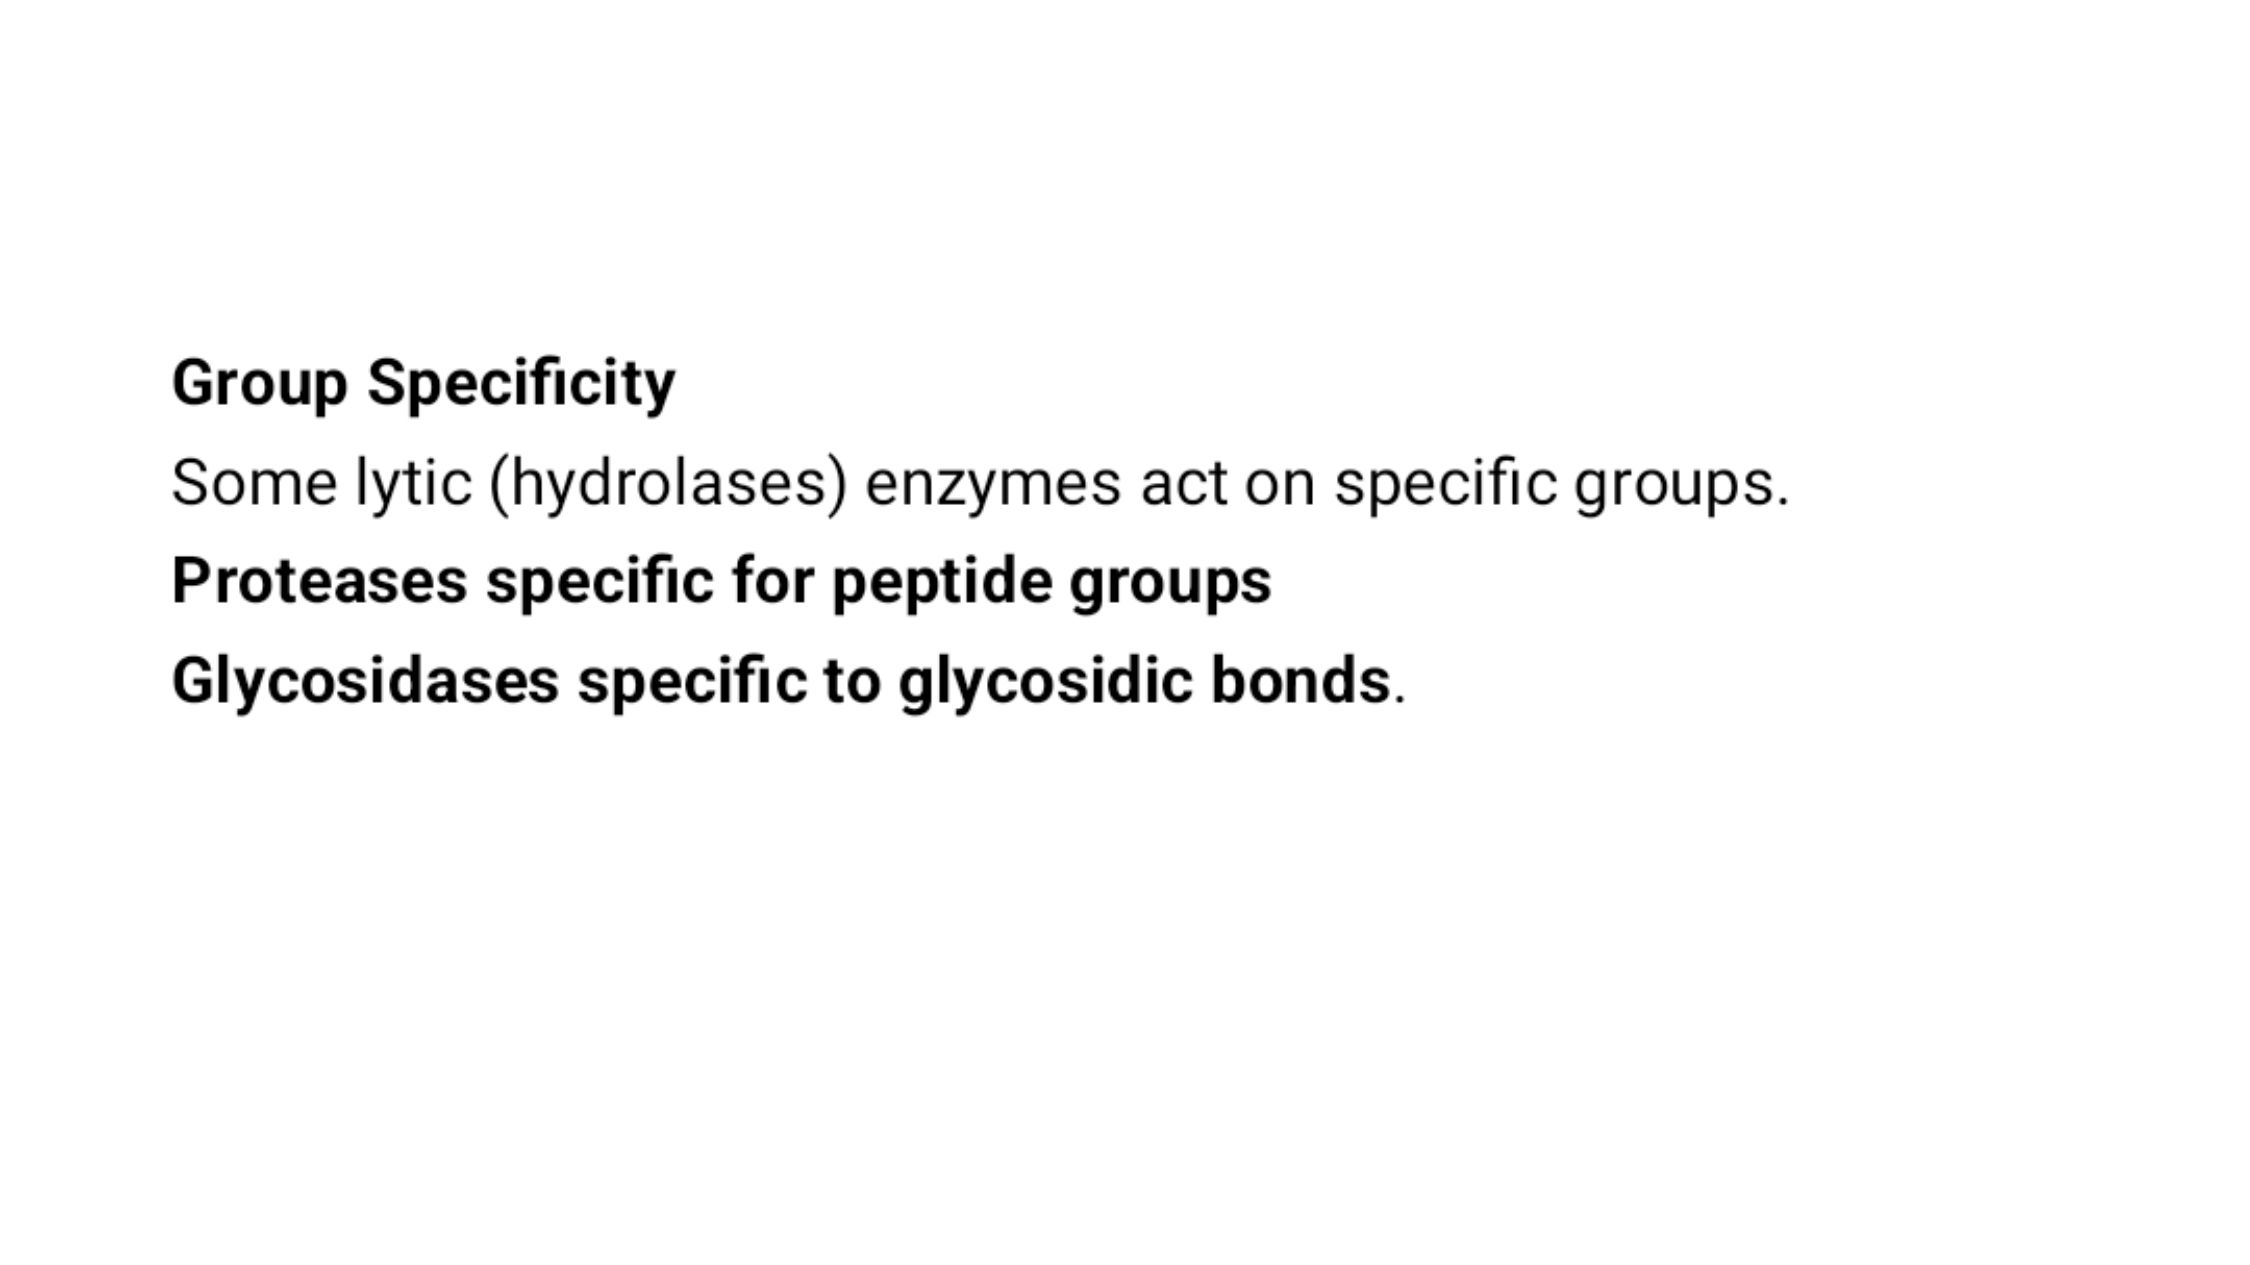 Group Specificity
Some lytic (hydrolases) enzymes act on specific groups.
Proteases specific for peptide groups
Glycosidases specific to glycosidic bonds.